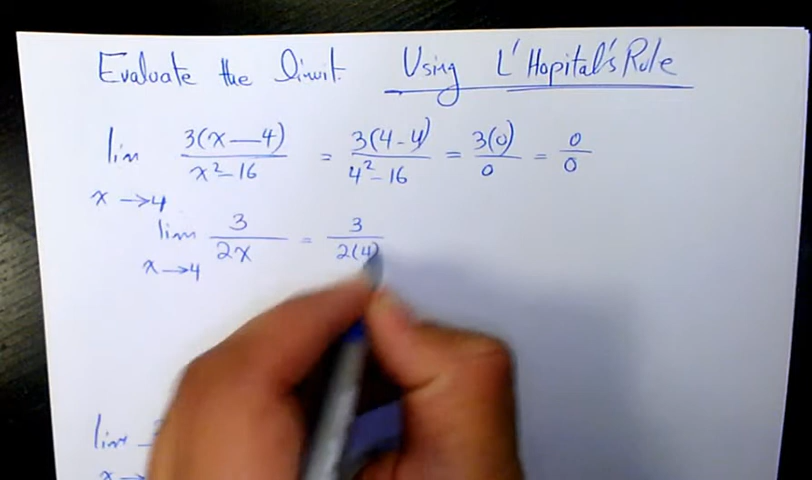 Evaluate the limit. Using L'Hopital's Rule
lim x→4 3(x-4)/x²-16 = 3(4-4)/4²-16 = 3(0)/0 = 0/0
lim x→4 3/2x = 3/2(4)
lim